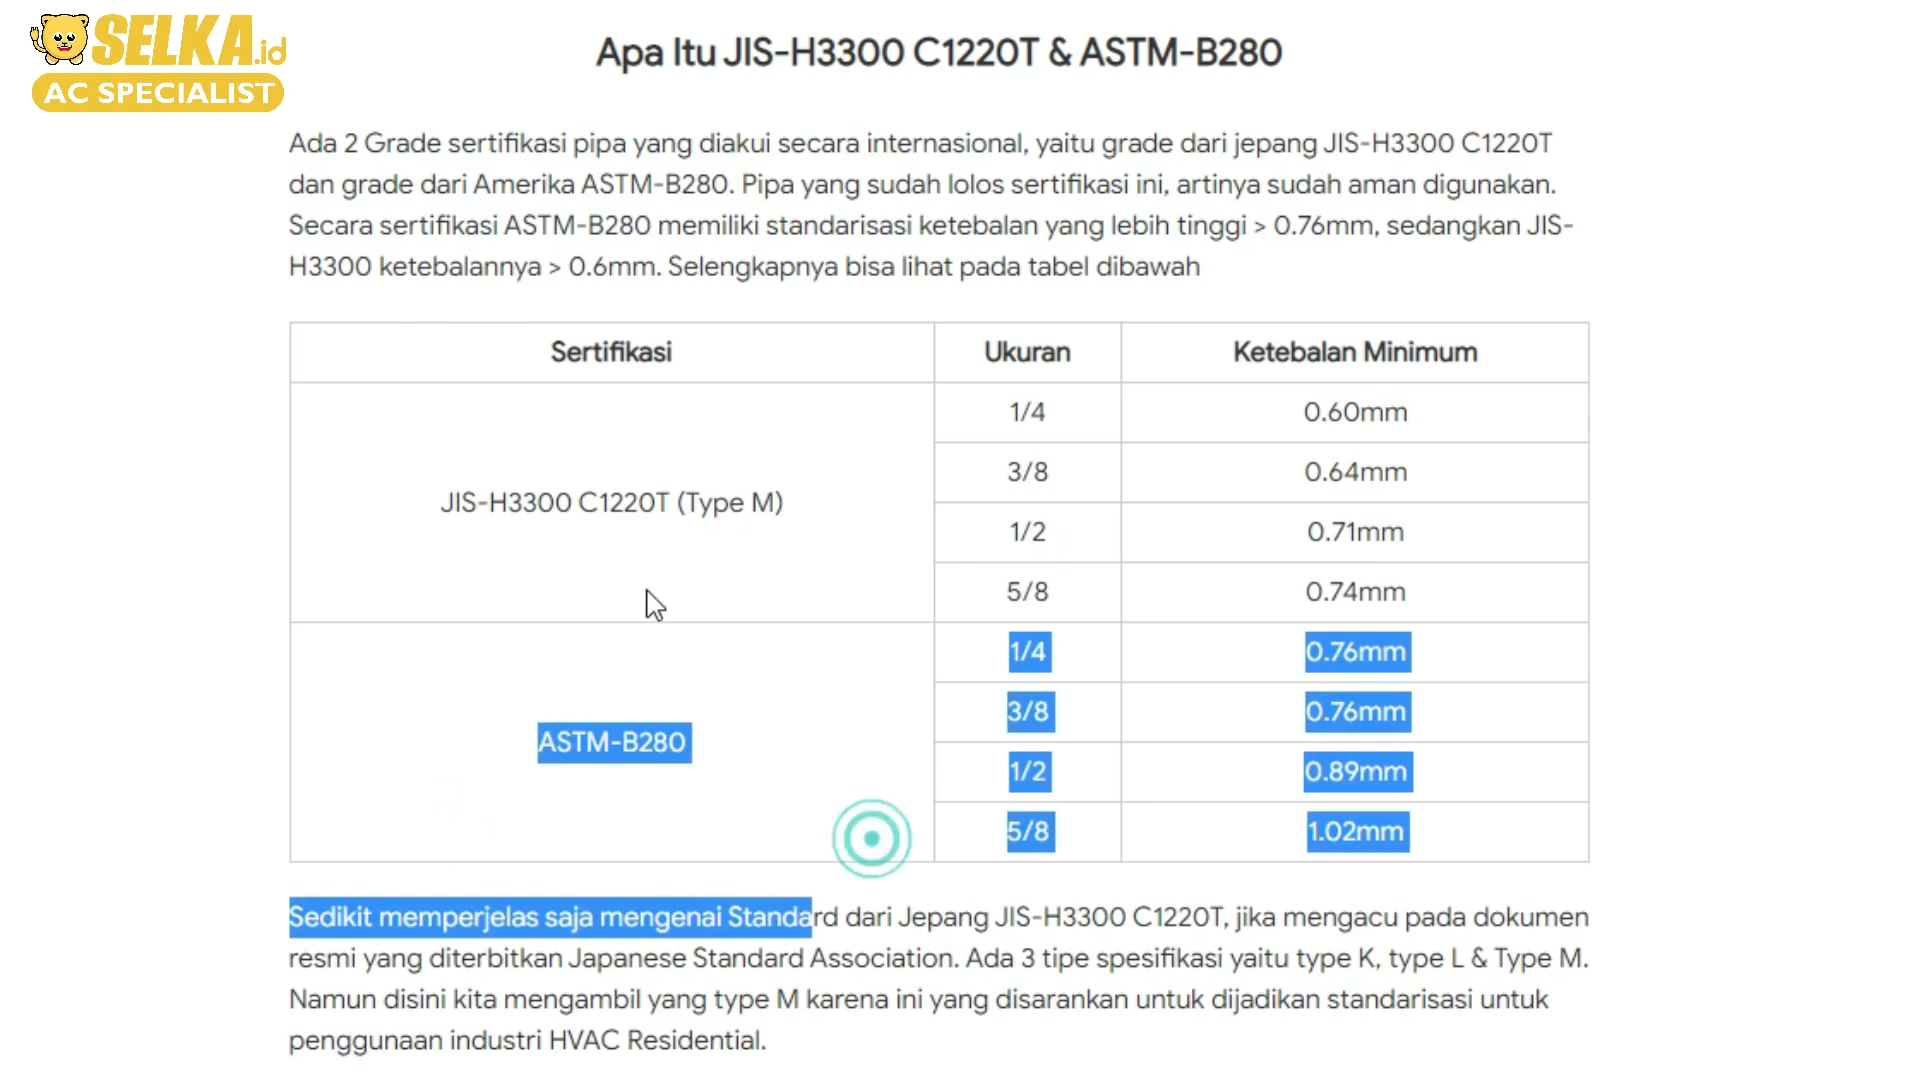 SELKA.id
AC SPECIALIST
Apa Itu JIS-H3300 C1220T & ASTM-B280
Ada 2 Grade sertifikasi pipa yang diakui secara internasional, yaitu grade dari jepang JIS-H3300 C1220T
dan grade dari Amerika ASTM-B280. Pipa yang sudah lolos sertifikasi ini, artinya sudah aman digunakan.
Secara sertifikasi ASTM-B280 memiliki standarisasi ketebalan yang lebih tinggi > 0.76mm, sedangkan JIS-
H3300 ketebalannya > 0.6mm. Selengkapnya bisa lihat pada tabel dibawah
Sertifikasi Ukuran Ketebalan Minimum
JIS-H3300 C1220T (Type M)
1/4 0.60mm
3/8 0.64mm
1/2 0.71mm
5/8 0.74mm
ASTM-B280
1/4 0.76mm
3/8 0.76mm
1/2 0.89mm
5/8 1.02mm
Sedikit memperjelas saja mengenai Standard dari Jepang JIS-H3300 C1220T, jika mengacu pada dokumen
resmi yang diterbitkan Japanese Standard Association. Ada 3 tipe spesifikasi yaitu type K, type L & Type M.
Namun disini kita mengambil yang type M karena ini yang disarankan untuk dijadikan standarisasi untuk
penggunaan industri HVAC Residential.